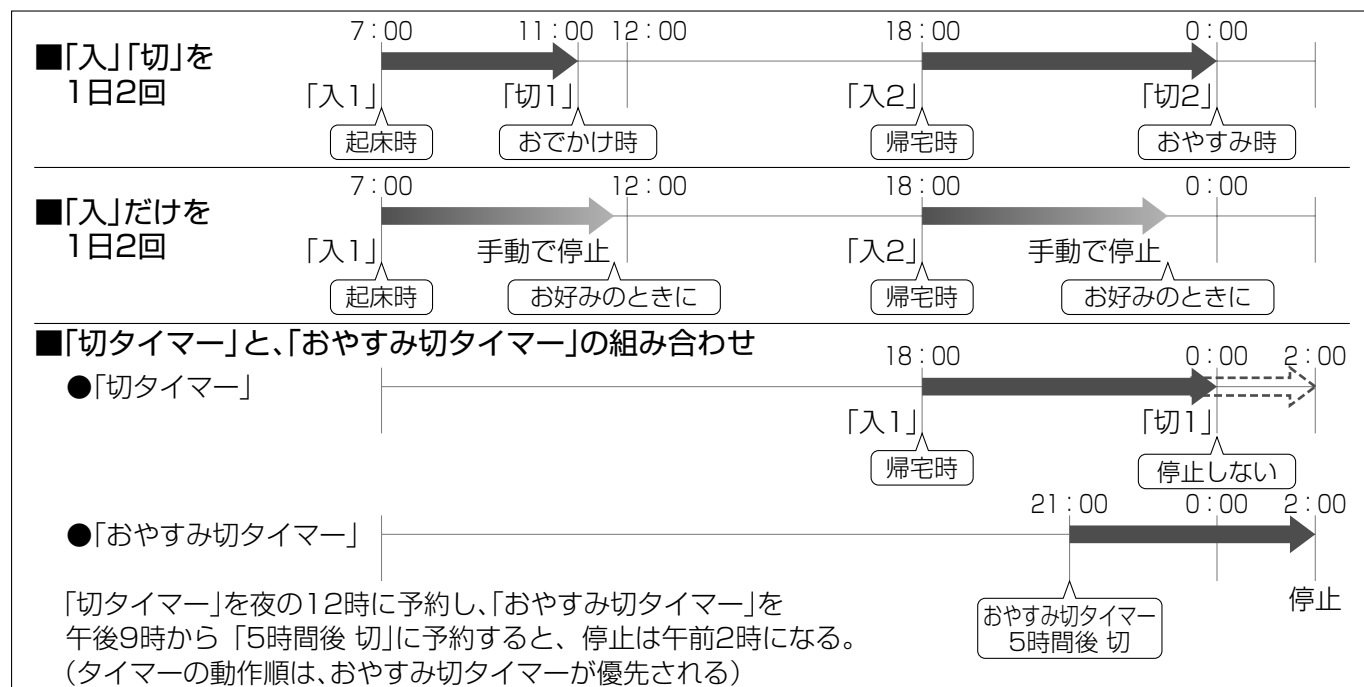 7:00 11:00 12:00 18:00 0:00
■「入」「切」を
1日2回
「入1」 「切1」 「入2」 「切2」
起床時 おでかけ時 帰宅時 おやすみ時
7:00 12:00 18:00 0:00
■「入」だけを
1日2回
「入1」 手動で停止 「入2」 手動で停止
起床時 お好みのときに 帰宅時 お好みのときに
■「切タイマー」と、「おやすみ切タイマー」の組み合わせ
18:00 0:00 2:00
●「切タイマー」
「入1」 「切1」
帰宅時 停止しない
21:00 0:00 2:00
●「おやすみ切タイマー」
おやすみ切タイマー
5時間後 切
停止
「切タイマー」を夜の12時に予約し、「おやすみ切タイマー」を
午後9時から「5時間後 切」に予約すると、停止は午前2時になる。
(タイマーの動作順は、おやすみ切タイマーが優先される)